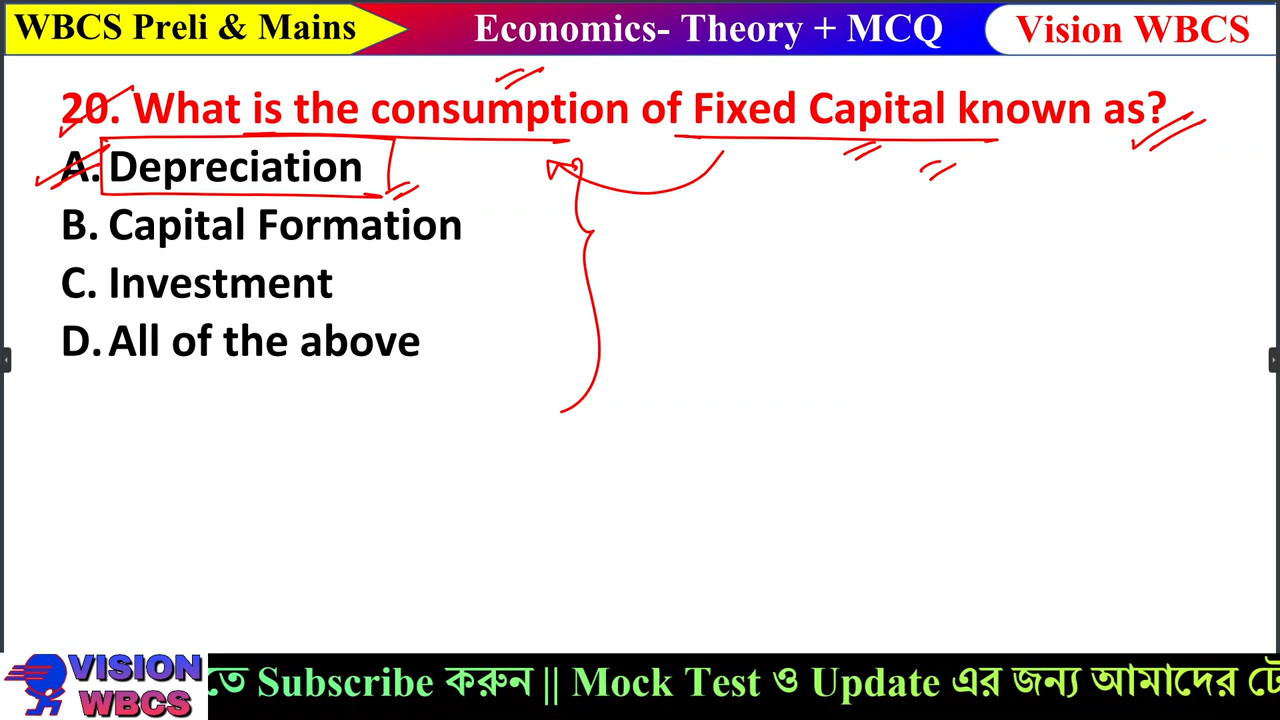 WBCS Preli & Mains
Economics- Theory + MCQ
Vision WBCS
20. What is the consumption of Fixed Capital known as?
A. Depreciation
B. Capital Formation
C. Investment
D. All of the above
VISION
WBCS
তে Subscribe করুন || Mock Test ও Update এর জন্য আমাদের টে